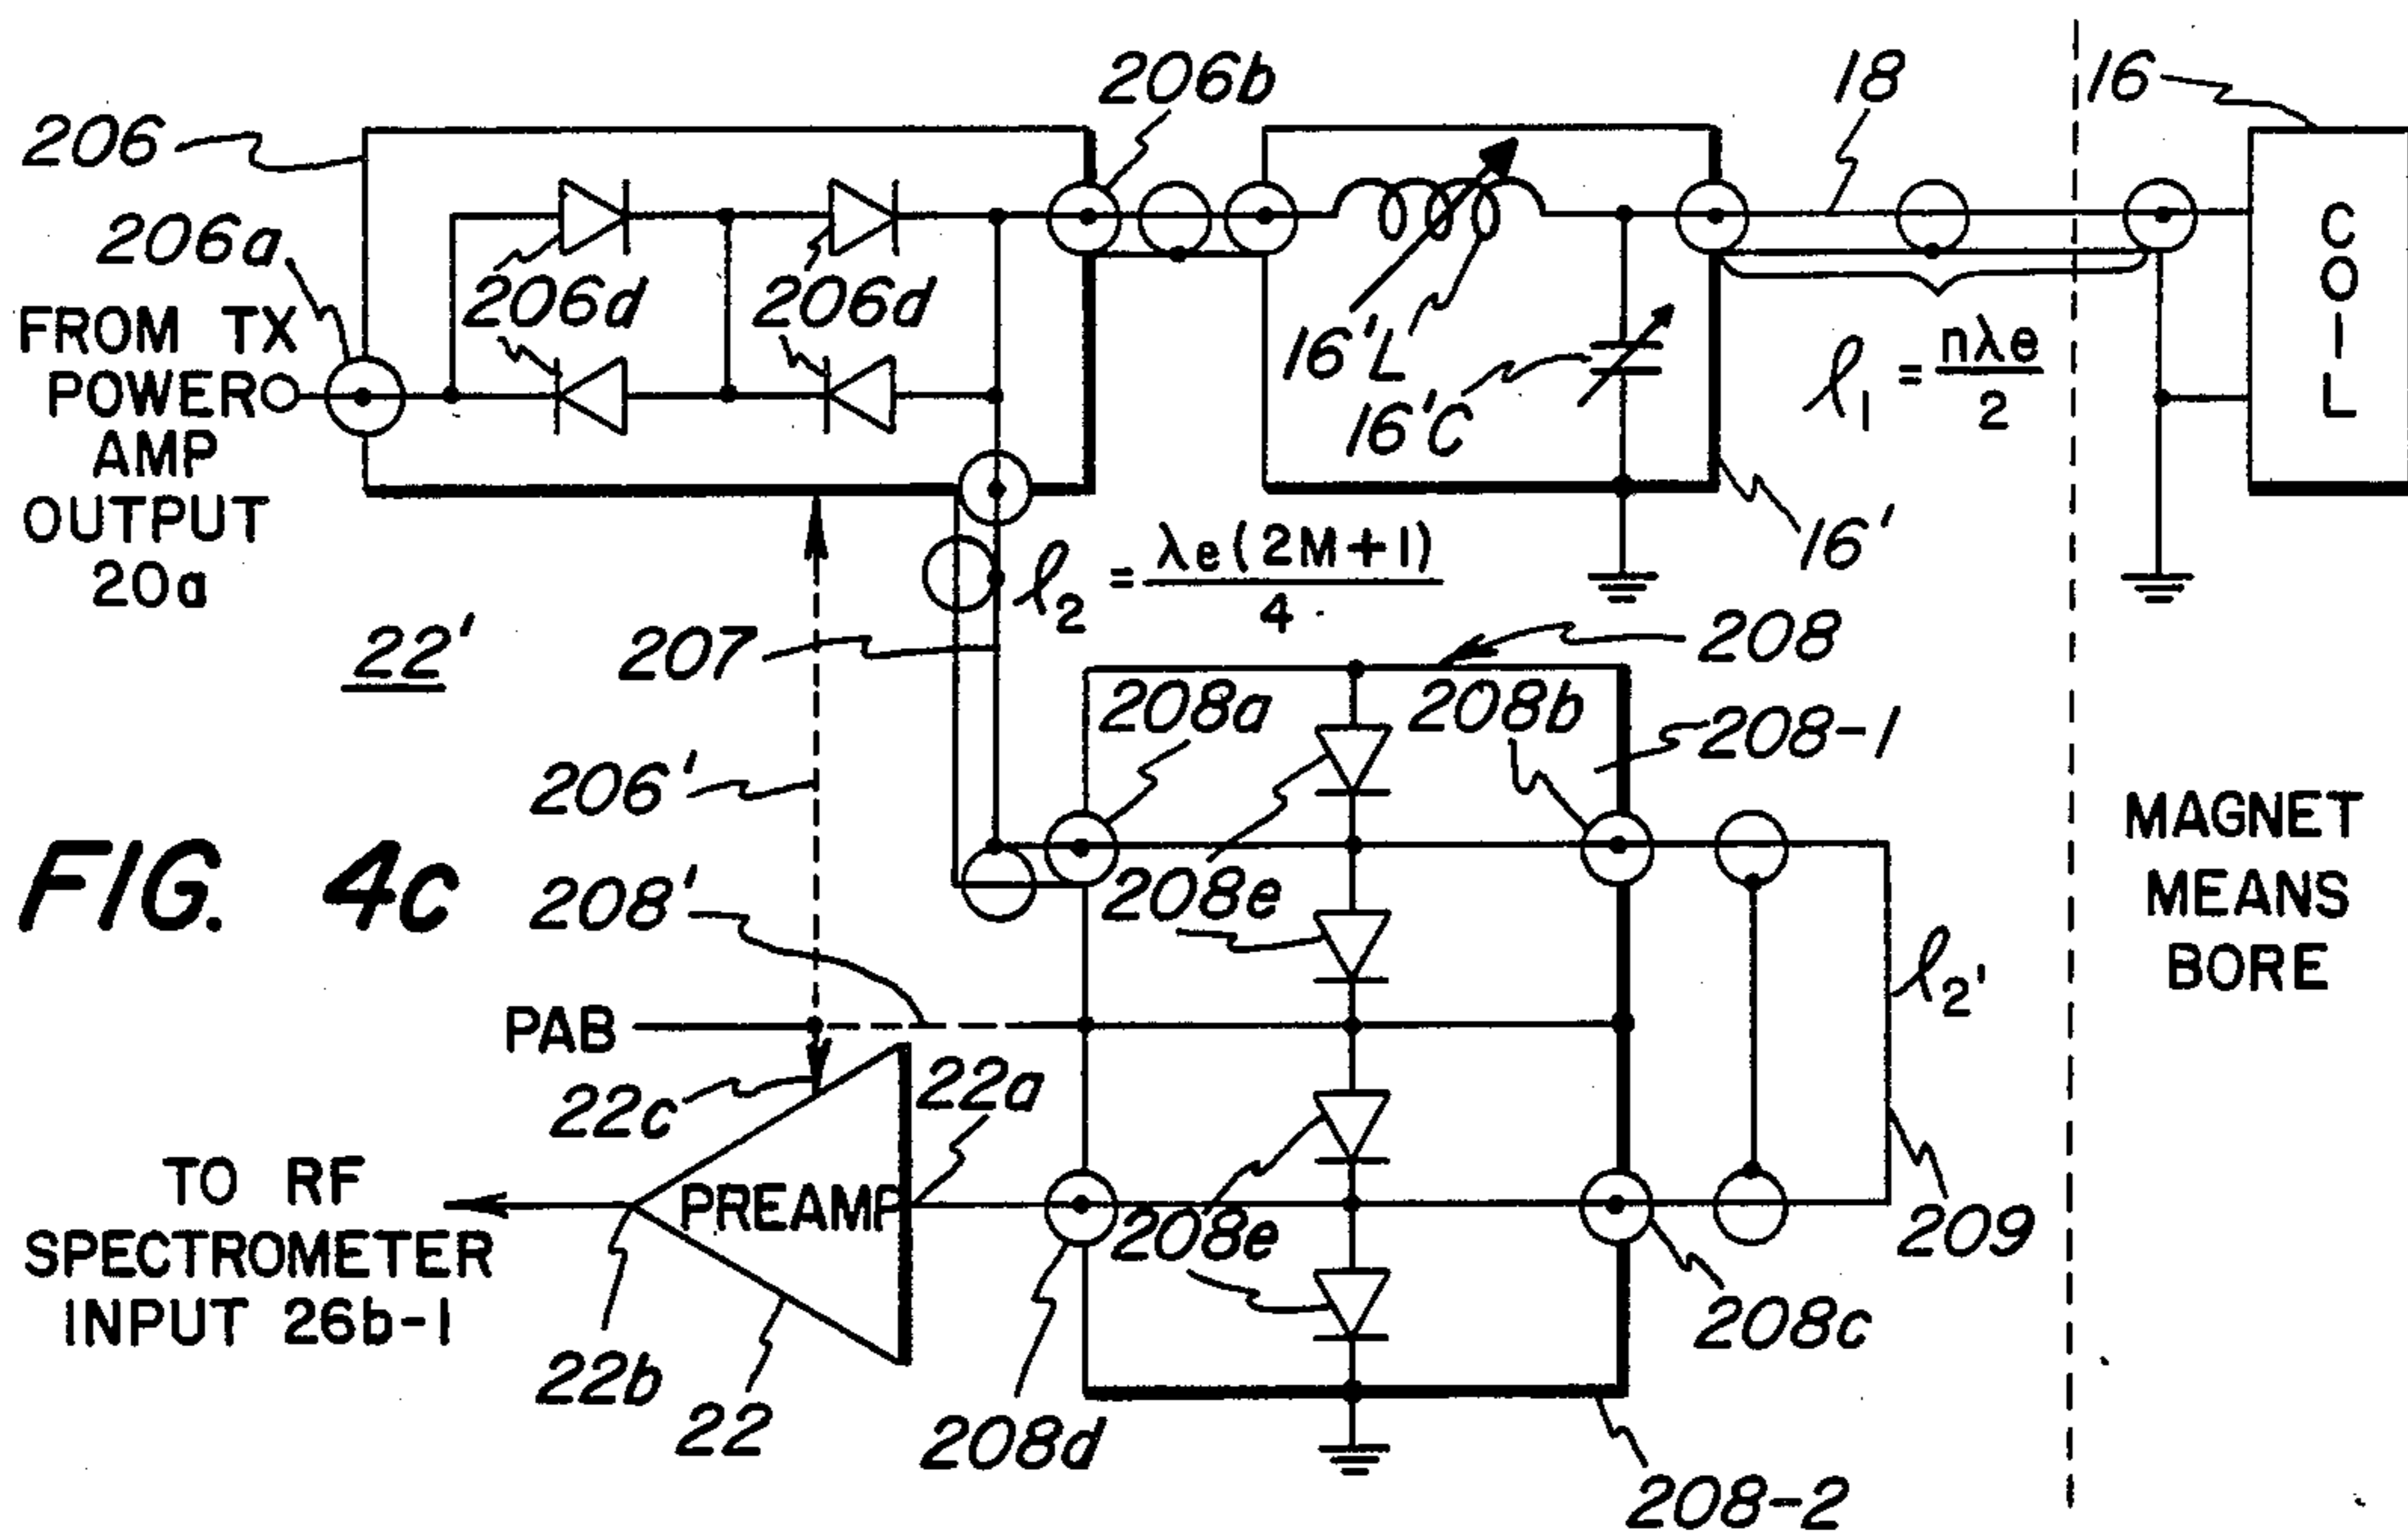 206
206a
FROM TX
POWER
AMP
OUTPUT
20a
206d
206d
206b
16'L
16'C
18
ℓ1 = nλe/2
16
COIL
16'
22'
207
ℓ2 = λe(2M+1)/4
208
208a
208b
208-1
206'
208'
FIG. 4c
208e
MAGNET
MEANS
BORE
ℓ2'
PAB
22c
22a
TO RF
SPECTROMETER
INPUT 26b-1
PREAMP
208e
209
22b
22
208d
208c
208-2